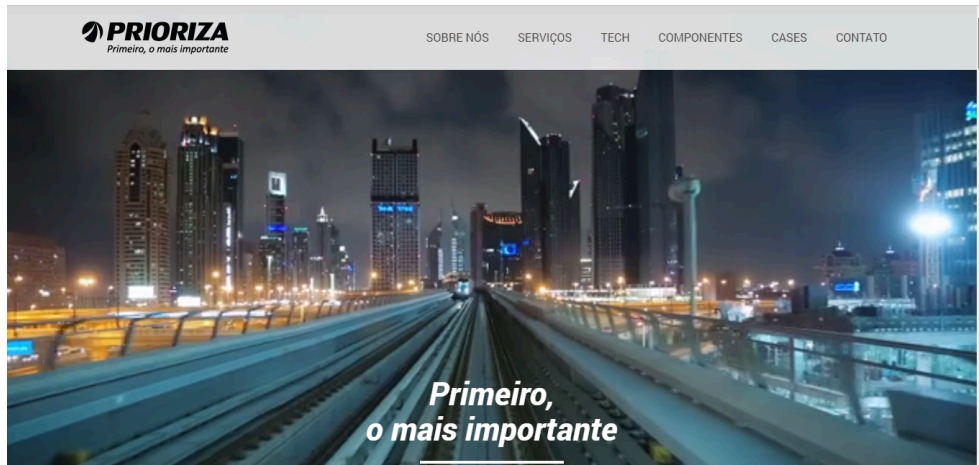 PRIORIZA
Primeiro, o mais importante
SOBRE NÓS SERVIÇOS TECH COMPONENTES CASES CONTATO
Primeiro,
o mais importante